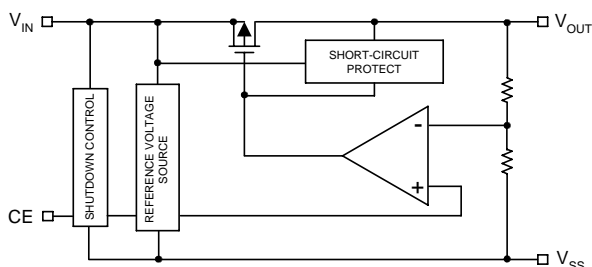 VIN
VOUT
SHORT-CIRCUIT
PROTECT
SHUTDOWN CONTROL
REFERENCE VOLTAGE
SOURCE
-
+
CE
VSS